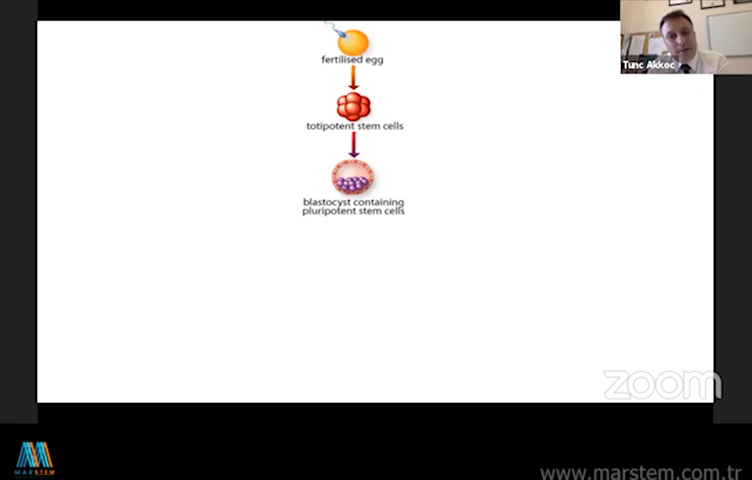 fertilised egg
Tunc Akkoc
totipotent stem cells
blastocyst containing
pluripotent stem cells
zoom
MARSTEM
www.marstem.com.tr